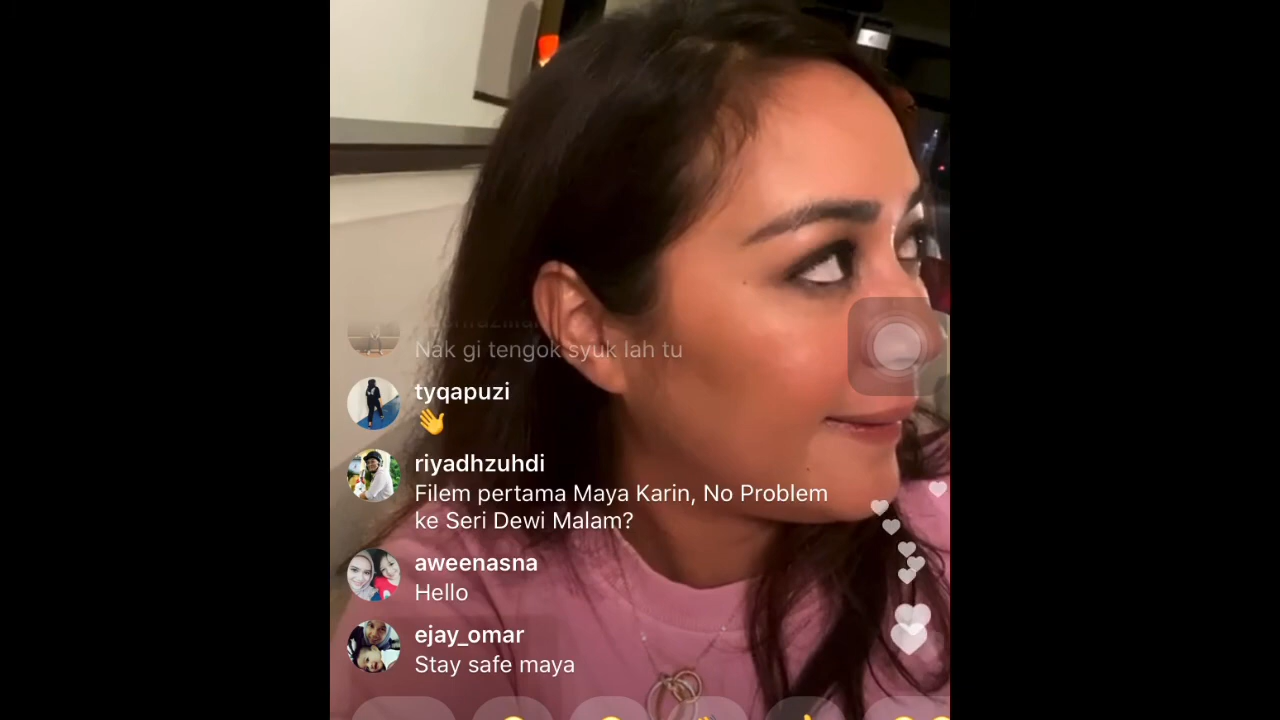 Nak gi tengok syuk lah tu
tyqapuzi
riyadhzuhdi
Filem pertama Maya Karin, No Problem
ke Seri Dewi Malam?
aweenasna
Hello
ejay_omar
Stay safe maya